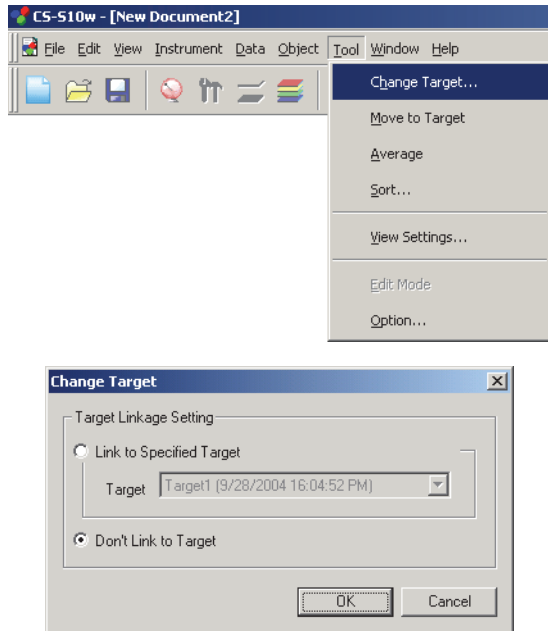 CS-S10w - [New Document2]
File Edit View Instrument Data Object Tool Window Help
Change Target...
Move to Target
Average
Sort...
View Settings...
Edit Mode
Option...
Change Target
Target Linkage Setting
Link to Specified Target
Target Target1 (9/28/2004 16:04:52 PM)
Don't Link to Target
OK Cancel